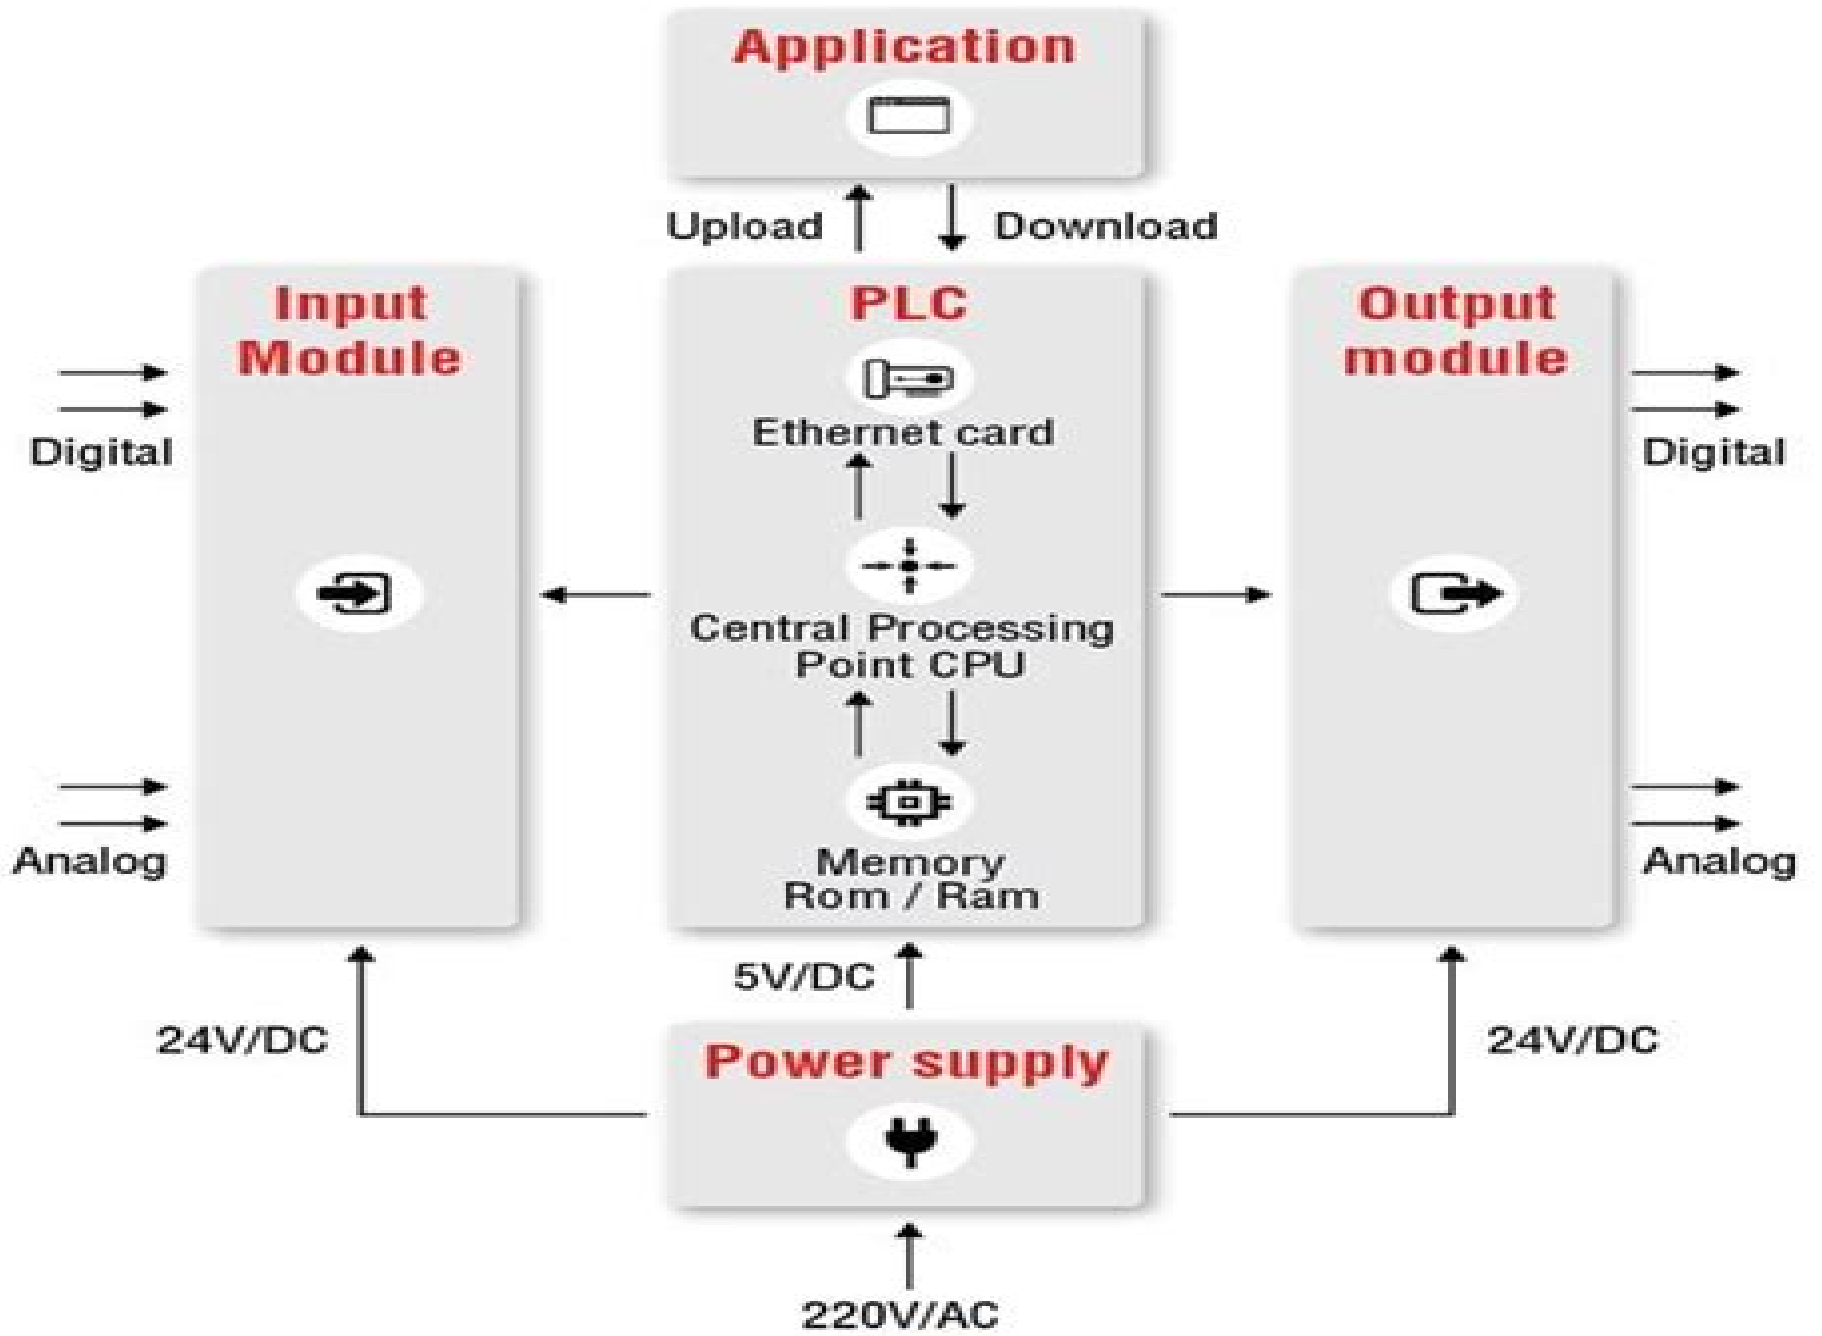 Application
Upload
Download
Input
Module
PLC
Output
module
Ethernet card
Digital
Digital
Central Processing
Point CPU
Memory
Rom / Ram
Analog
Analog
5V/DC
24V/DC
24V/DC
Power supply
220V/AC